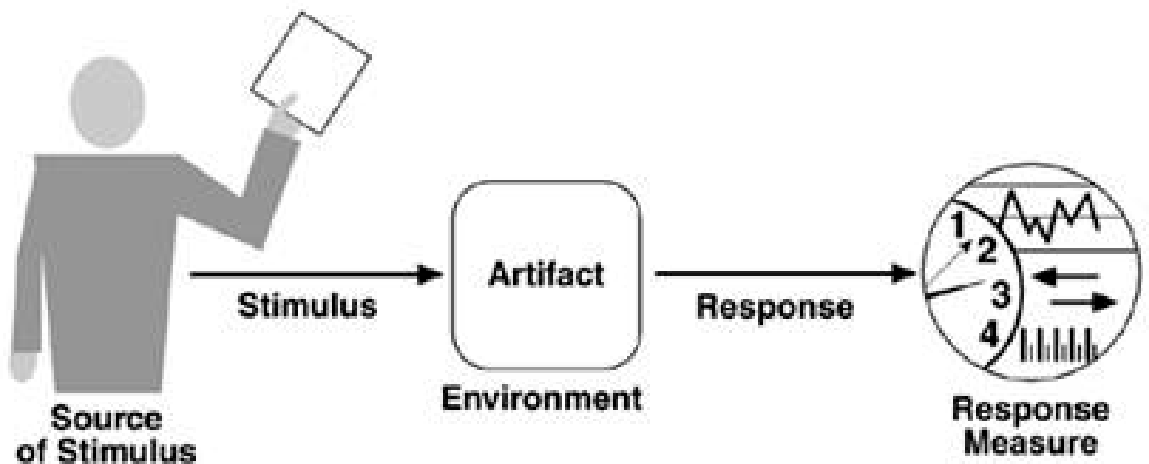 Source
of Stimulus
Stimulus
Artifact
Environment
Response
1
2
3
4
Response
Measure